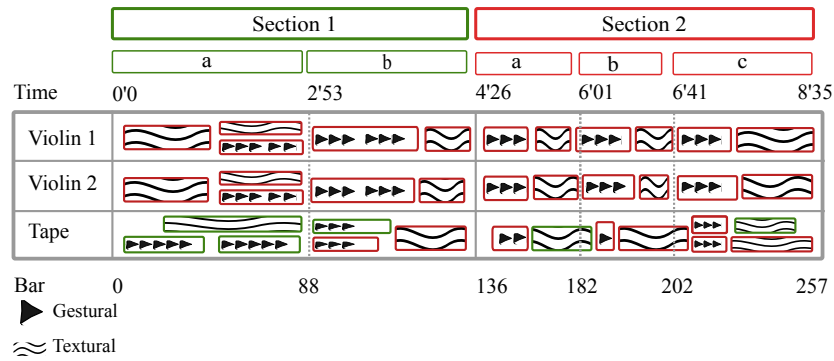 Section 1 Section 2
a b a b c
Time 0'0 2'53 4'26 6'01 6'41 8'35
Violin 1
Violin 2
Tape
Bar 0 88 136 182 202 257
Gestural
Textural